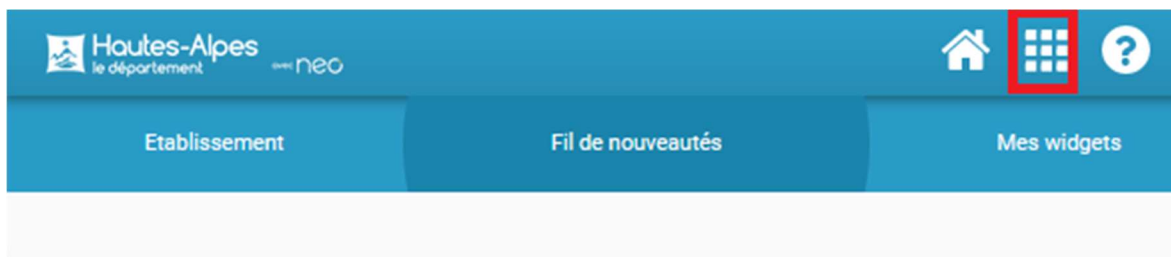 Hautes-Alpes
le département avec neo
?
Etablissement Fil de nouveautés Mes widgets